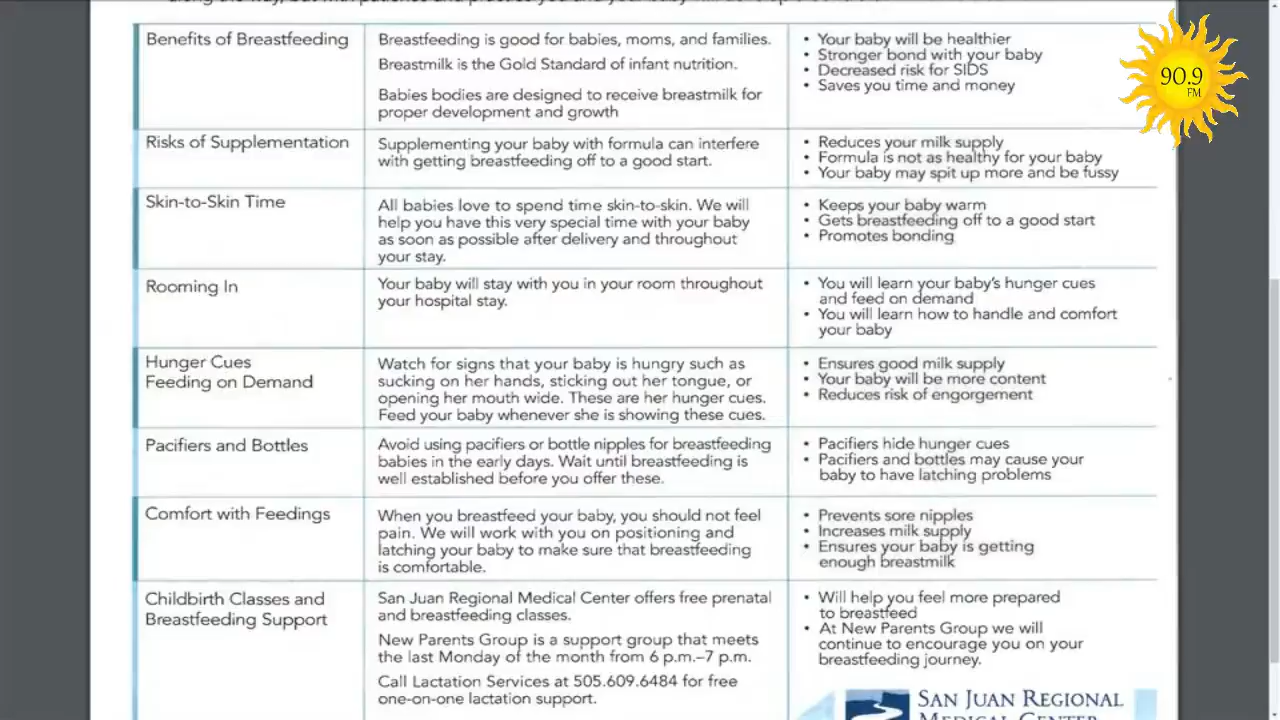 Benefits of Breastfeeding
Breastfeeding is good for babies, moms, and families.
Breastmilk is the Gold Standard of infant nutrition.
Babies bodies are designed to receive breastmilk for
proper development and growth
• Your baby will be healthier
• Stronger bond with your baby
• Decreased risk for SIDS
• Saves you time and money
90.9
FM
Risks of Supplementation
Supplementing your baby with formula can interfere
with getting breastfeeding off to a good start.
• Reduces your milk supply
• Formula is not as healthy for your baby
• Your baby may spit up more and be fussy
Skin-to-Skin Time
All babies love to spend time skin-to-skin. We will
help you have this very special time with your baby
as soon as possible after delivery and throughout
your stay.
• Keeps your baby warm
• Gets breastfeeding off to a good start
• Promotes bonding
Rooming In
Your baby will stay with you in your room throughout
your hospital stay.
• You will learn your baby's hunger cues
and feed on demand
• You will learn how to handle and comfort
your baby
Hunger Cues
Feeding on Demand
Watch for signs that your baby is hungry such as
sucking on her hands, sticking out her tongue, or
opening her mouth wide. These are her hunger cues.
Feed your baby whenever she is showing these cues.
• Ensures good milk supply
• Your baby will be more content
• Reduces risk of engorgement
Pacifiers and Bottles
Avoid using pacifiers or bottle nipples for breastfeeding
babies in the early days. Wait until breastfeeding is
well established before you offer these.
• Pacifiers hide hunger cues
• Pacifiers and bottles may cause your
baby to have latching problems
Comfort with Feedings
When you breastfeed your baby, you should not feel
pain. We will work with you on positioning and
latching your baby to make sure that breastfeeding
is comfortable.
• Prevents sore nipples
• Increases milk supply
• Ensures your baby is getting
enough breastmilk
Childbirth Classes and
Breastfeeding Support
San Juan Regional Medical Center offers free prenatal
and breastfeeding classes.
New Parents Group is a support group that meets
the last Monday of the month from 6 p.m.–7 p.m.
Call Lactation Services at 505.609.6484 for free
one-on-one lactation support.
• Will help you feel more prepared
to breastfeed
• At New Parents Group we will
continue to encourage you on your
breastfeeding journey.
SAN JUAN REGIONAL
MEDICAL CENTER